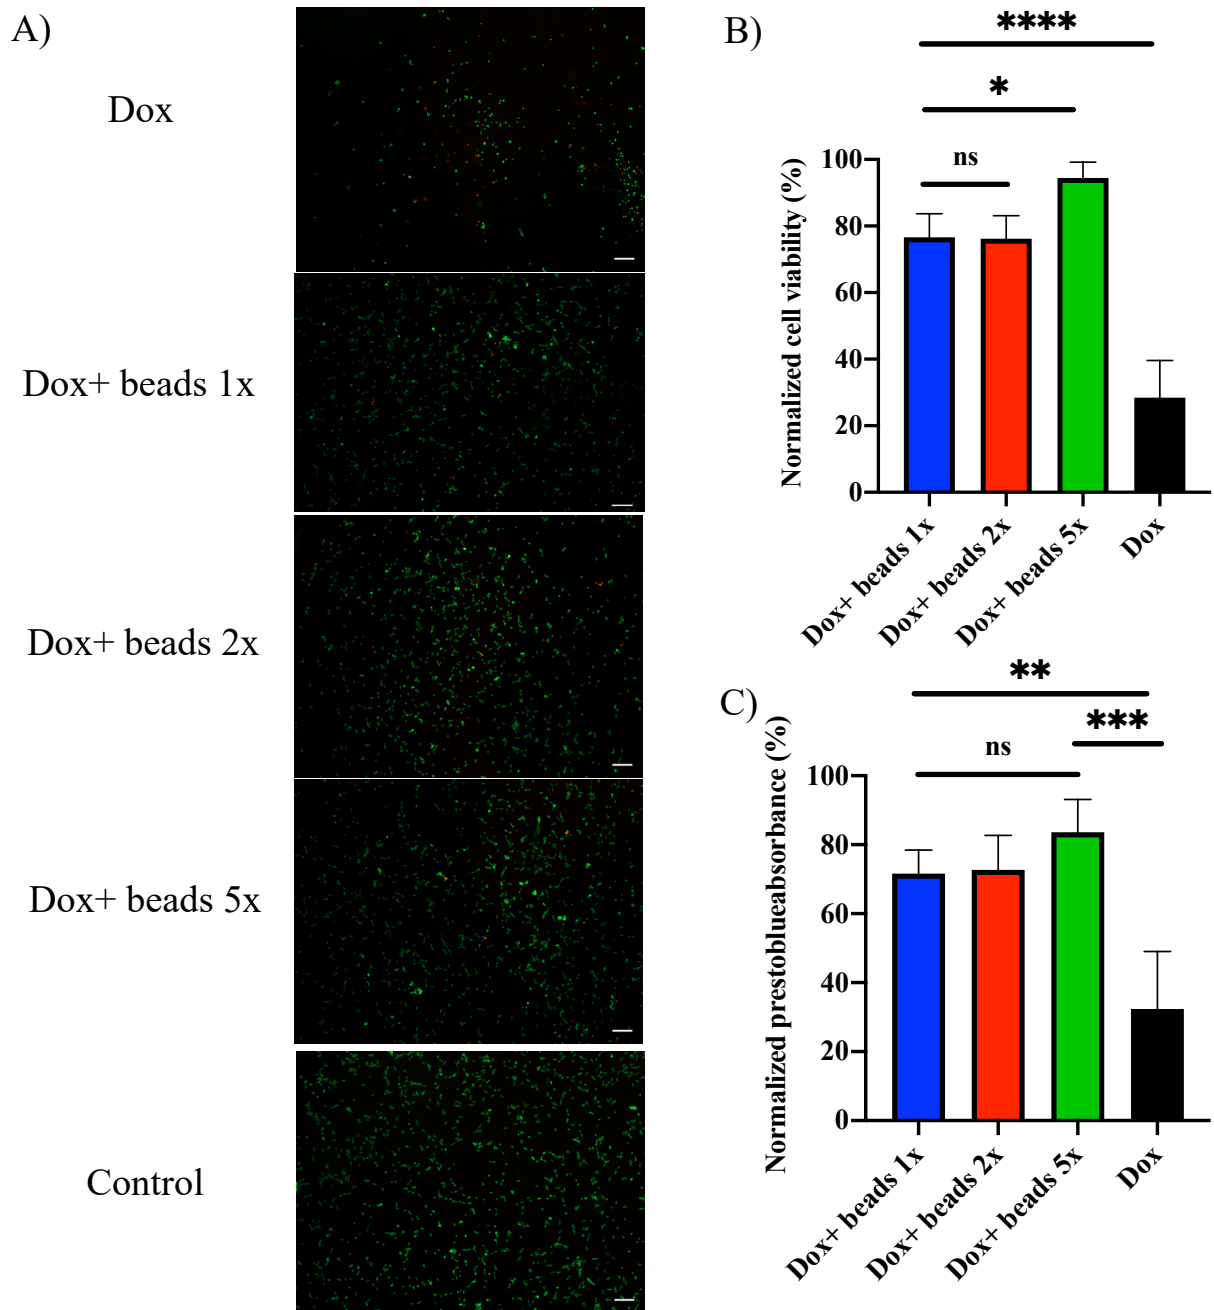 A)
Dox
Dox+ beads 1x
Dox+ beads 2x
Dox+ beads 5x
Control
B)
****
*
ns
Normalized cell viability (%)
100
80
60
40
20
0
Dox+ beads 1x
Dox+ beads 2x
Dox+ beads 5x
Dox
C)
**
***
ns
Normalized prestoblueabsorbance (%)
100
80
60
40
20
0
Dox+ beads 1x
Dox+ beads 2x
Dox+ beads 5x
Dox